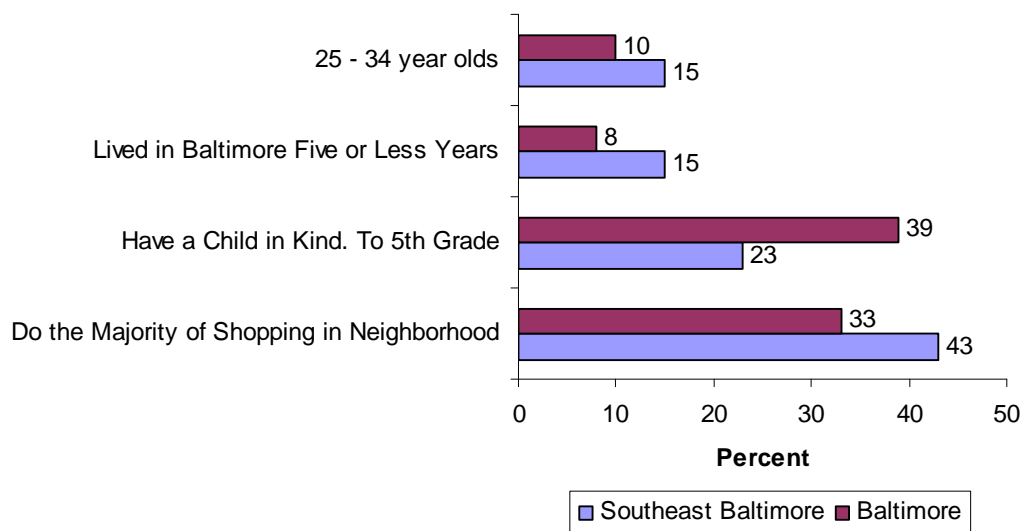 25 - 34 year olds
10
15
Lived in Baltimore Five or Less Years
8
15
Have a Child in Kind. To 5th Grade
39
23
Do the Majority of Shopping in Neighborhood
33
43
0 10 20 30 40 50
Percent
Southeast Baltimore Baltimore